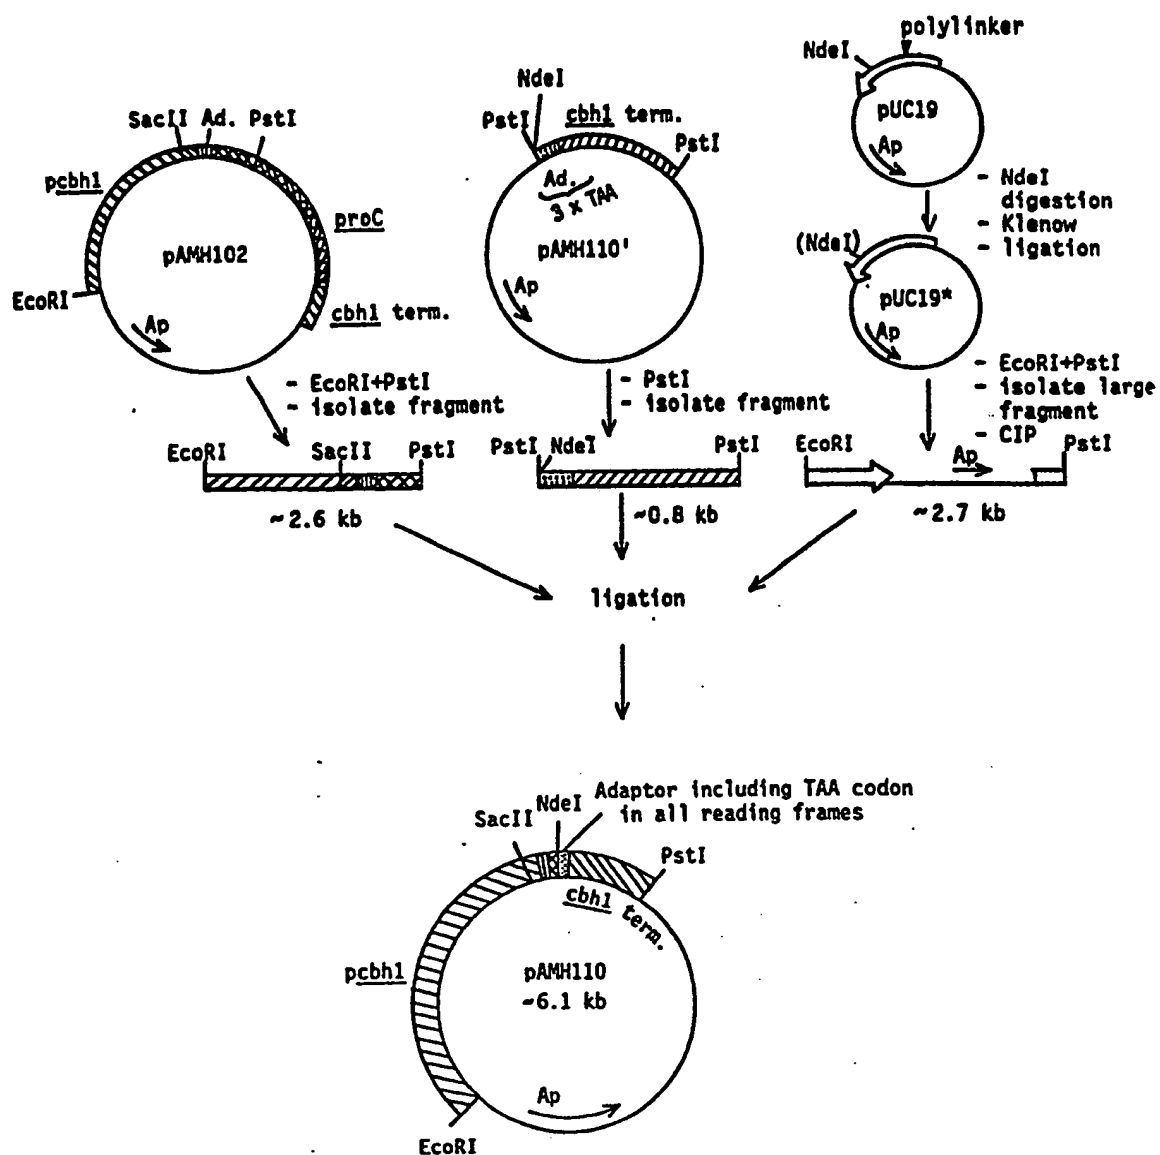 SacII Ad. PstI
pcbh1
pAMH102
proC
EcoRI
cbh1 term.
Ap
NdeI
PstI
cbh1 term.
PstI
Ad.
3 x TAA
pAMH110'
Ap
polylinker
NdeI
pUC19
Ap
- NdeI
digestion
- Klenow
- ligation
(NdeI)
pUC19*
Ap
- EcoRI+PstI
- isolate fragment
- PstI
- isolate fragment
- EcoRI+PstI
- isolate large
fragment
- CIP
EcoRI SacII PstI
~2.6 kb
PstI NdeI PstI
~0.8 kb
EcoRI Ap PstI
~2.7 kb
ligation
Adaptor including TAA codon
in all reading frames
SacII NdeI
PstI
cbh1 term.
pcbh1
pAMH110
~6.1 kb
Ap
EcoRI